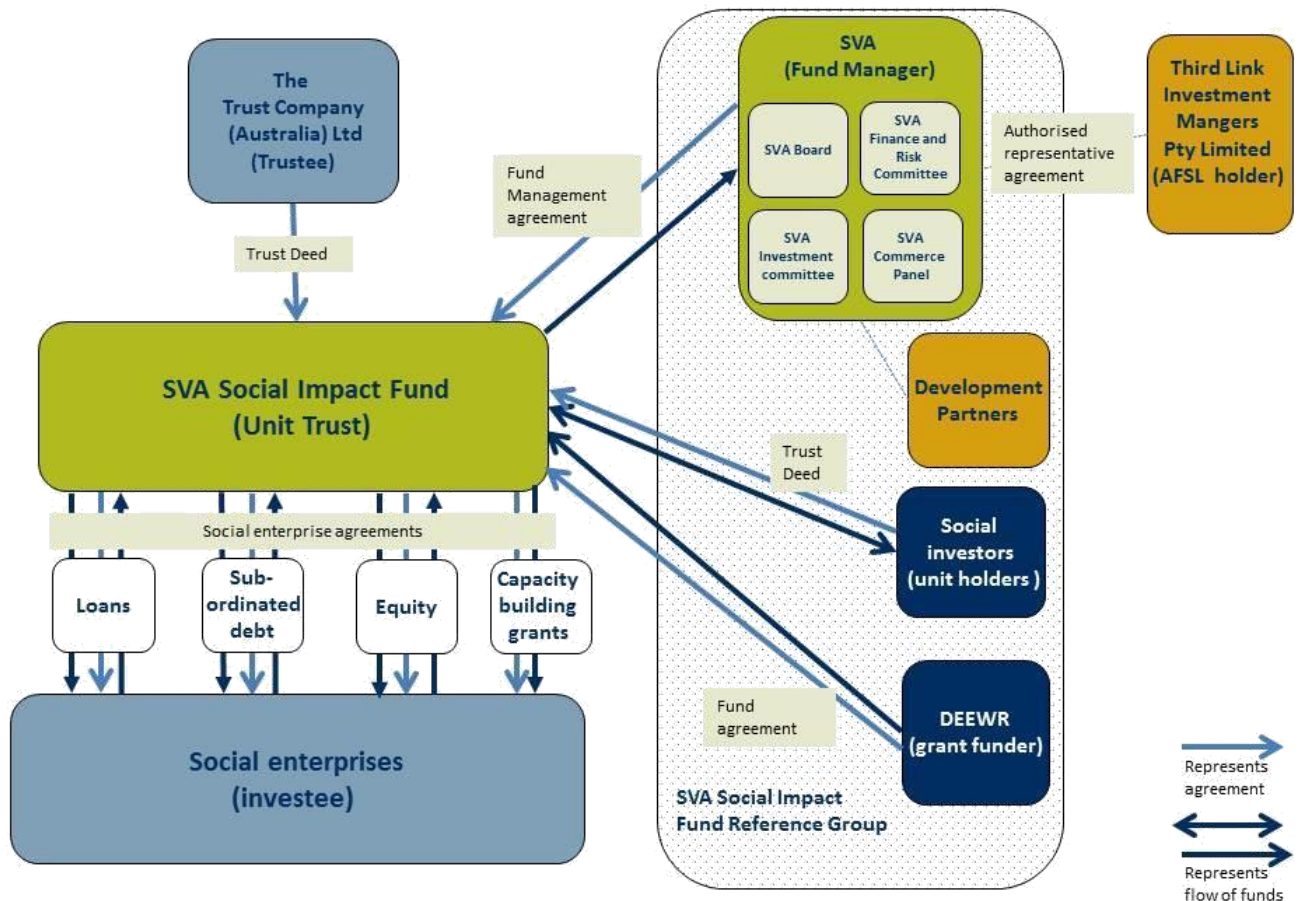 The
Trust Company
(Australia) Ltd
(Trustee)
Trust Deed
Fund
Management
agreement
SVA
(Fund Manager)
SVA Board
SVA
Finance and
Risk
Committee
SVA
Investment
committee
SVA
Commerce
Panel
Authorised
representative
agreement
Third Link
Investment
Mangers
Pty Limited
(AFSL holder)
SVA Social Impact Fund
(Unit Trust)
Development
Partners
Trust
Deed
Social
investors
(unit holders )
Social enterprise agreements
Loans
Sub-
ordinated
debt
Equity
Capacity
building
grants
Fund
agreement
DEEWR
(grant funder)
Social enterprises
(investee)
SVA Social Impact
Fund Reference Group
Represents
agreement
Represents
flow of funds